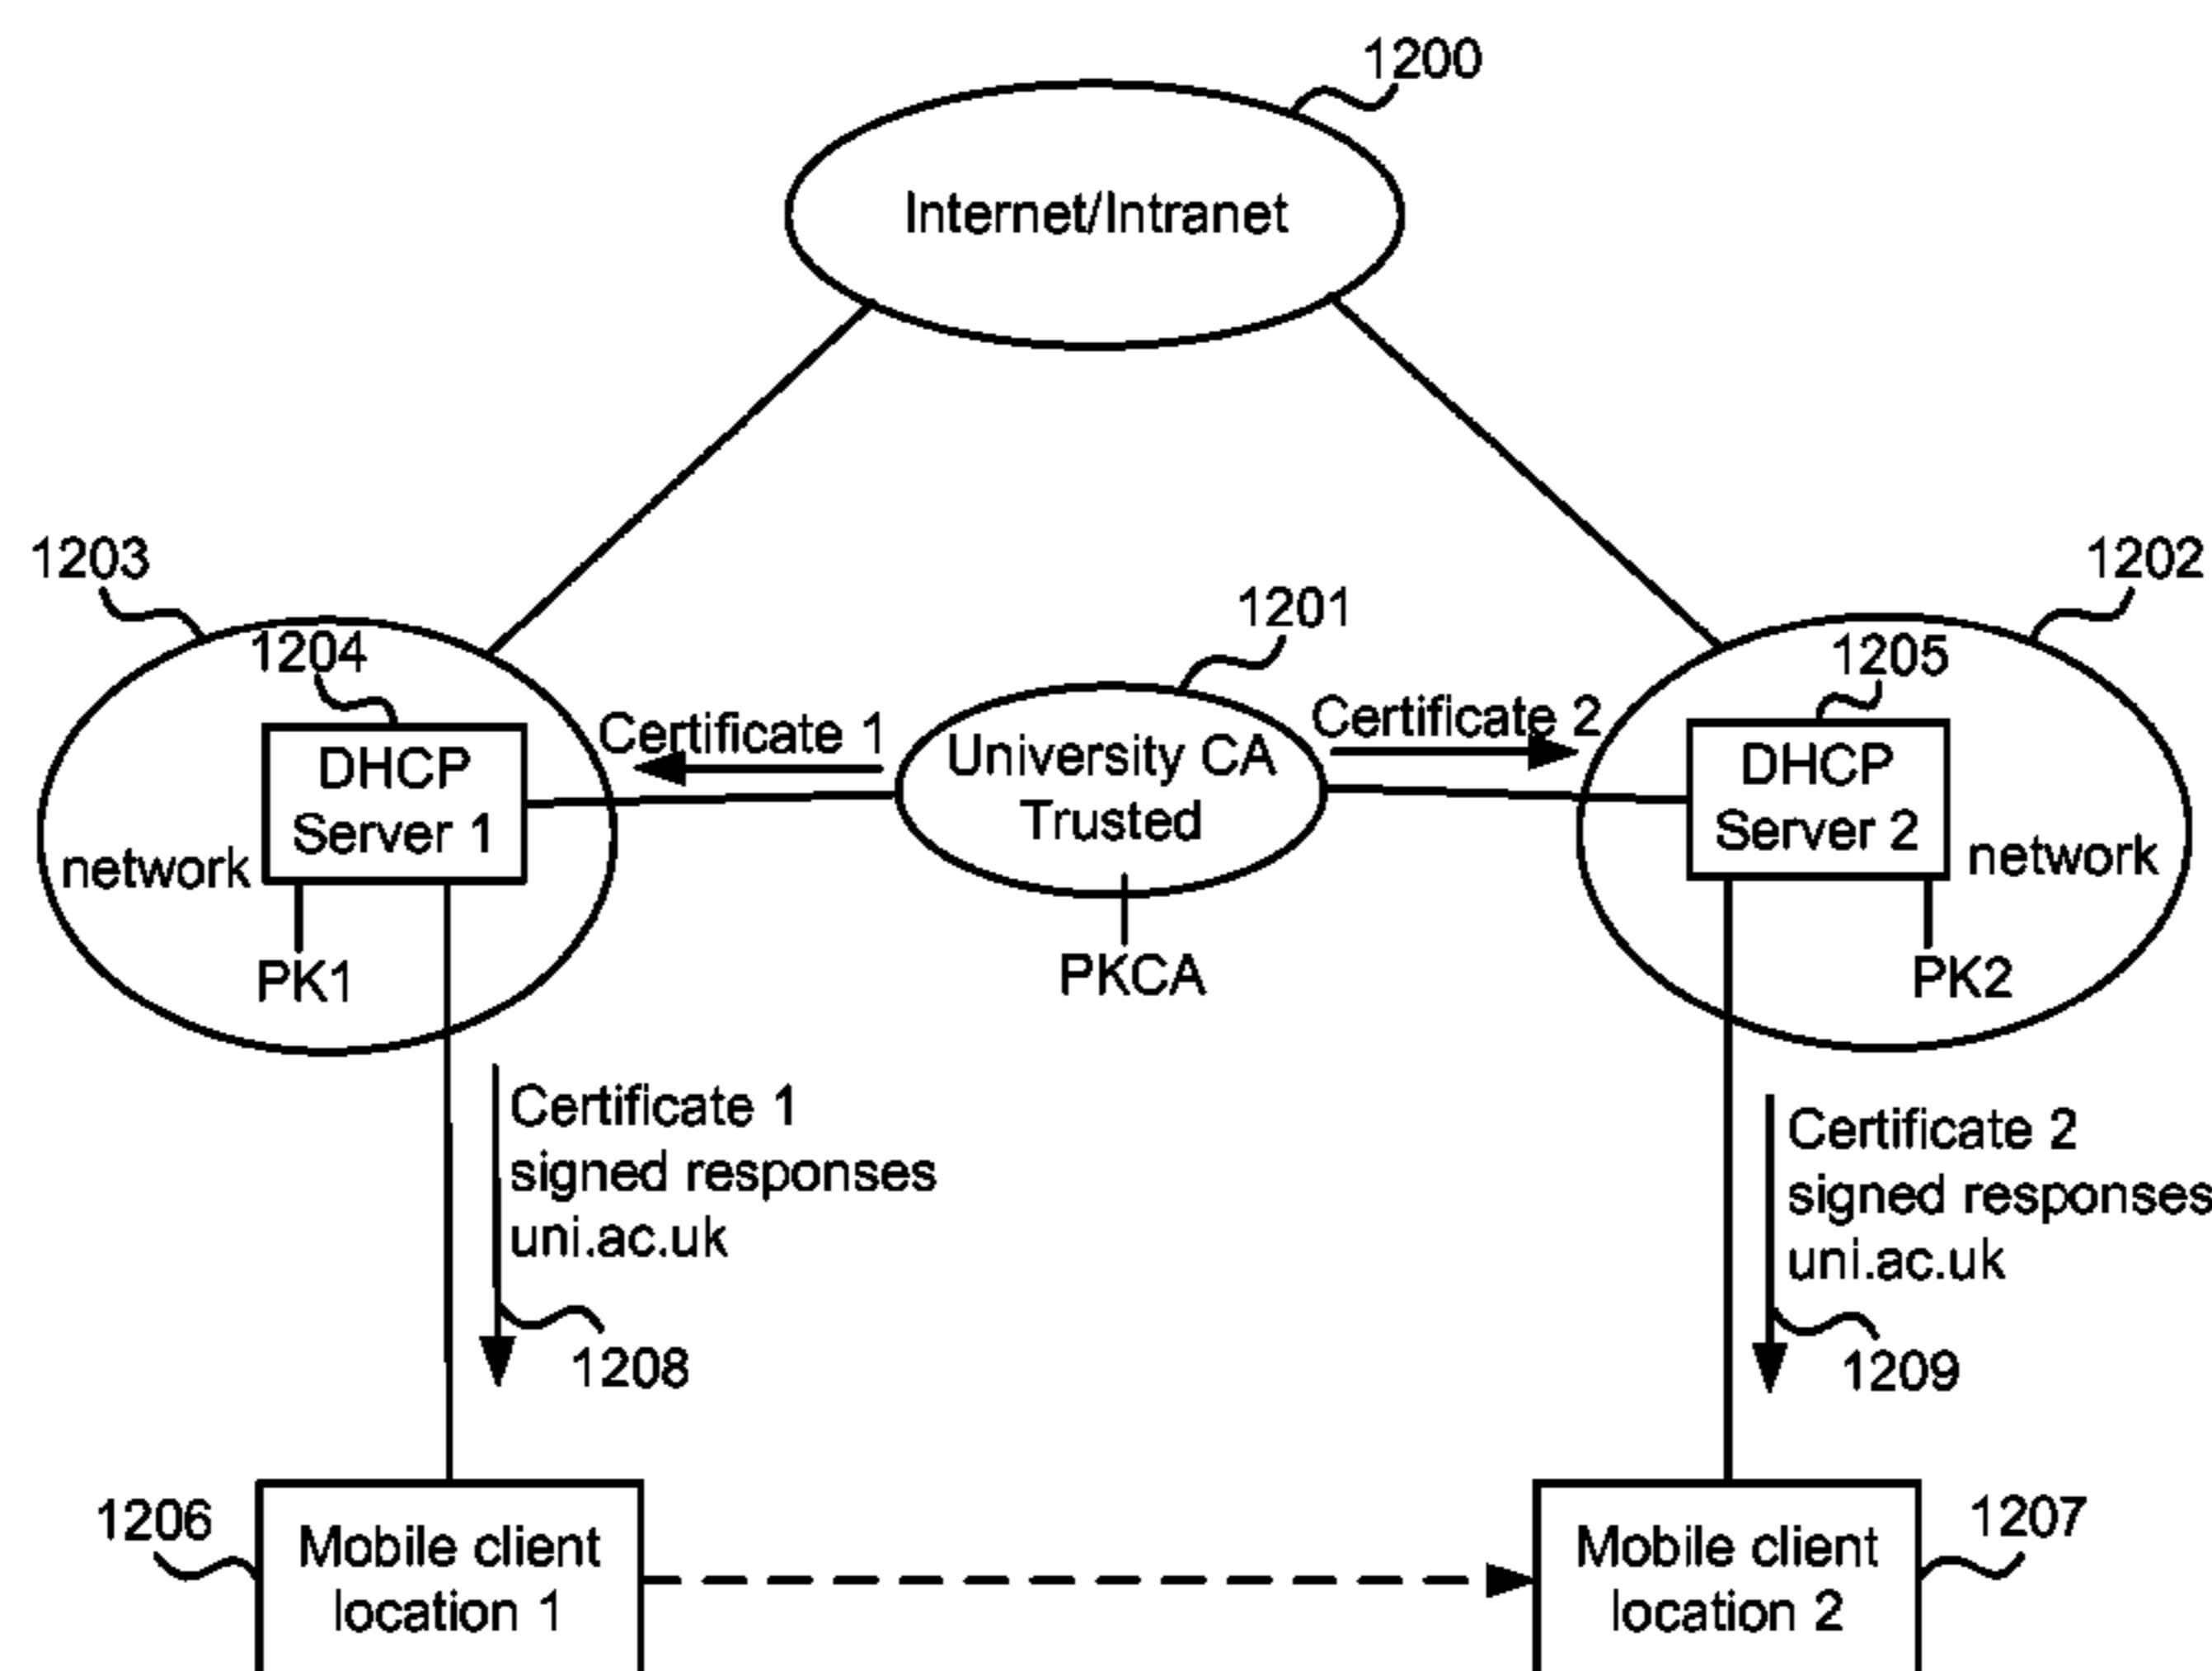 1200
Internet/Intranet
1203
1202
1201
1204
1205
Certificate 1
Certificate 2
DHCP
Server 1
University CA
Trusted
DHCP
Server 2
network
network
PK1
PKCA
PK2
Certificate 1
signed responses
uni.ac.uk
Certificate 2
signed responses
uni.ac.uk
1208
1209
1206
Mobile client
location 1
Mobile client
location 2
1207